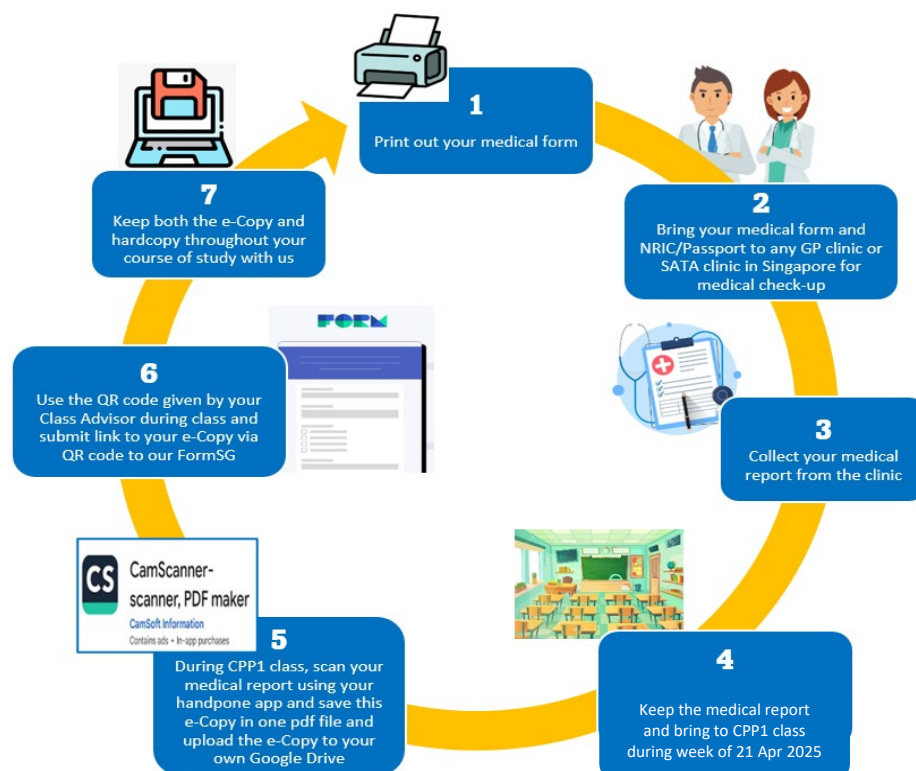 1
Print out your medical form
2
Bring your medical form and
NRIC/Passport to any GP clinic or
SATA clinic in Singapore for
medical check-up
3
Collect your medical
report from the clinic
4
Keep the medical report
and bring to CPP1 class
during week of 21 Apr 2025
CS
CamScanner-
scanner, PDF maker
CamSoft Information
Contains ads • In-app purchases
5
During CPP1 class, scan your
medical report using your
handpone app and save this
e-Copy in one pdf file and
upload the e-Copy to your
own Google Drive
FORM
6
Use the QR code given by your
Class Advisor during class and
submit link to your e-Copy via
QR code to our FormSG
7
Keep both the e-Copy and
hardcopy throughout your
course of study with us